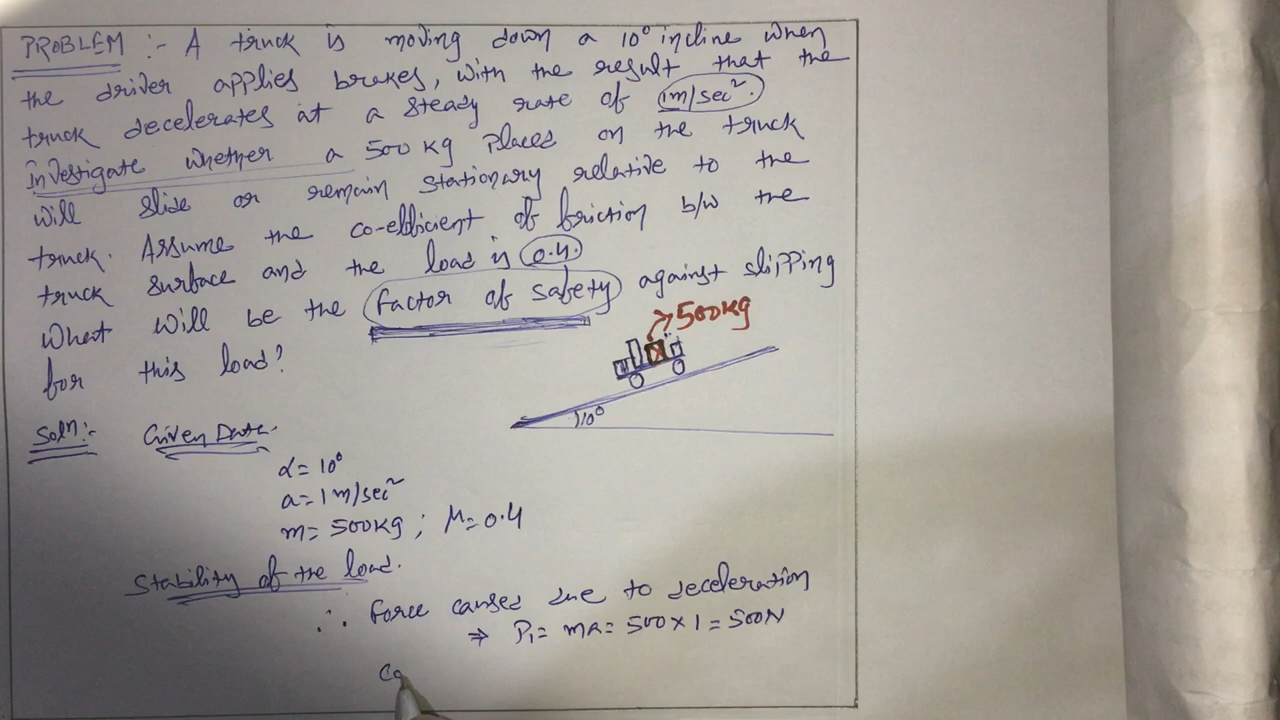 PROBLEM :- A truck is moving down a 10° incline when
the driver applies brakes, with the result that the
truck decelerates at a steady rate of 1m/sec².
Investigate whether a 500 kg places on the truck
will slide or remain stationary relative to the
truck. Assume the co-efficient of friction b/w the
truck surface and the load is 0.4.
What will be the factor of safety against slipping
for this load?
500kg
10°
Soln:- Given Data-
α = 10°
a = 1 m/sec²
m = 500kg ; μ = 0.4
Stability of the load.
∴ force caused due to deceleration
⇒ P₁ = ma = 500 x 1 = 500N
Co